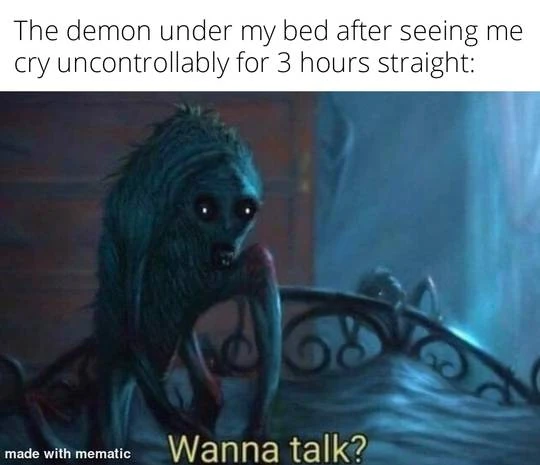 The demon under my bed after seeing me
cry uncontrollably for 3 hours straight:
Wanna talk?
made with mematic